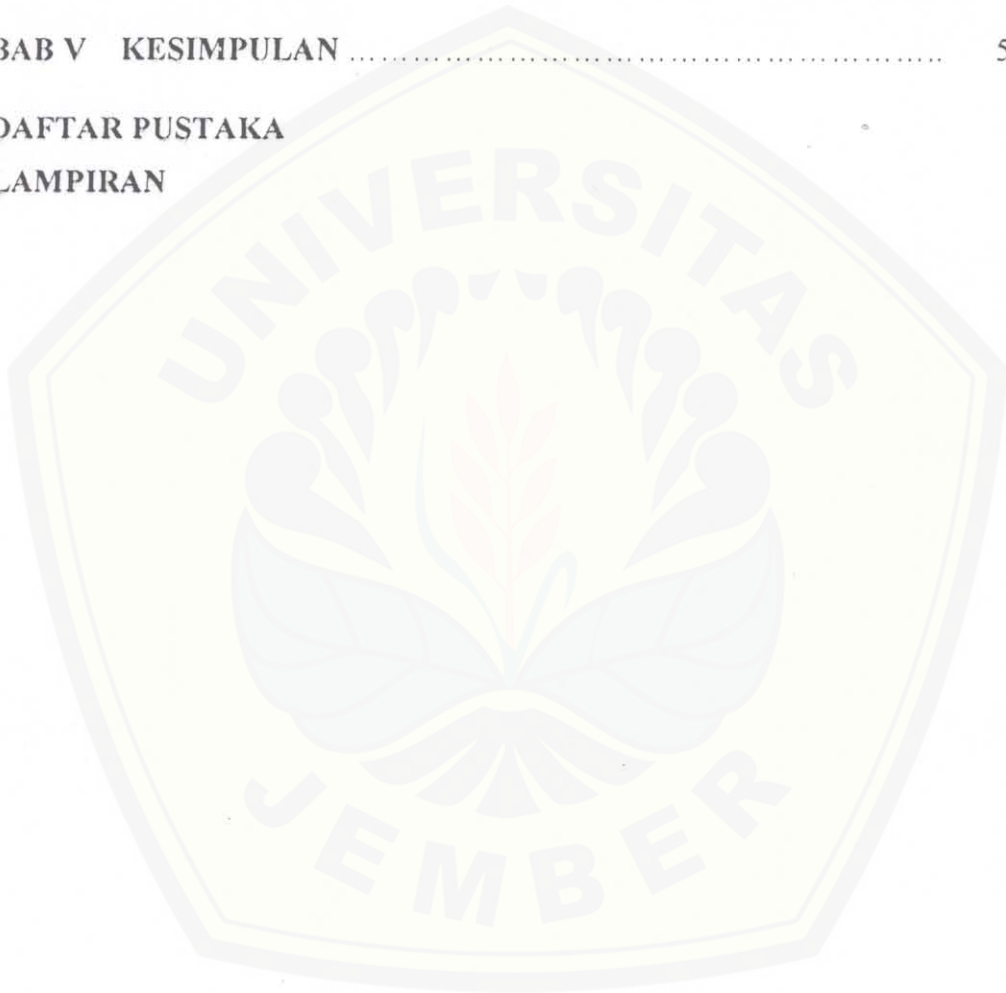 BAB V KESIMPULAN ........................................................... 5
DAFTAR PUSTAKA
LAMPIRAN
UNIVERSITAS
JEMBER